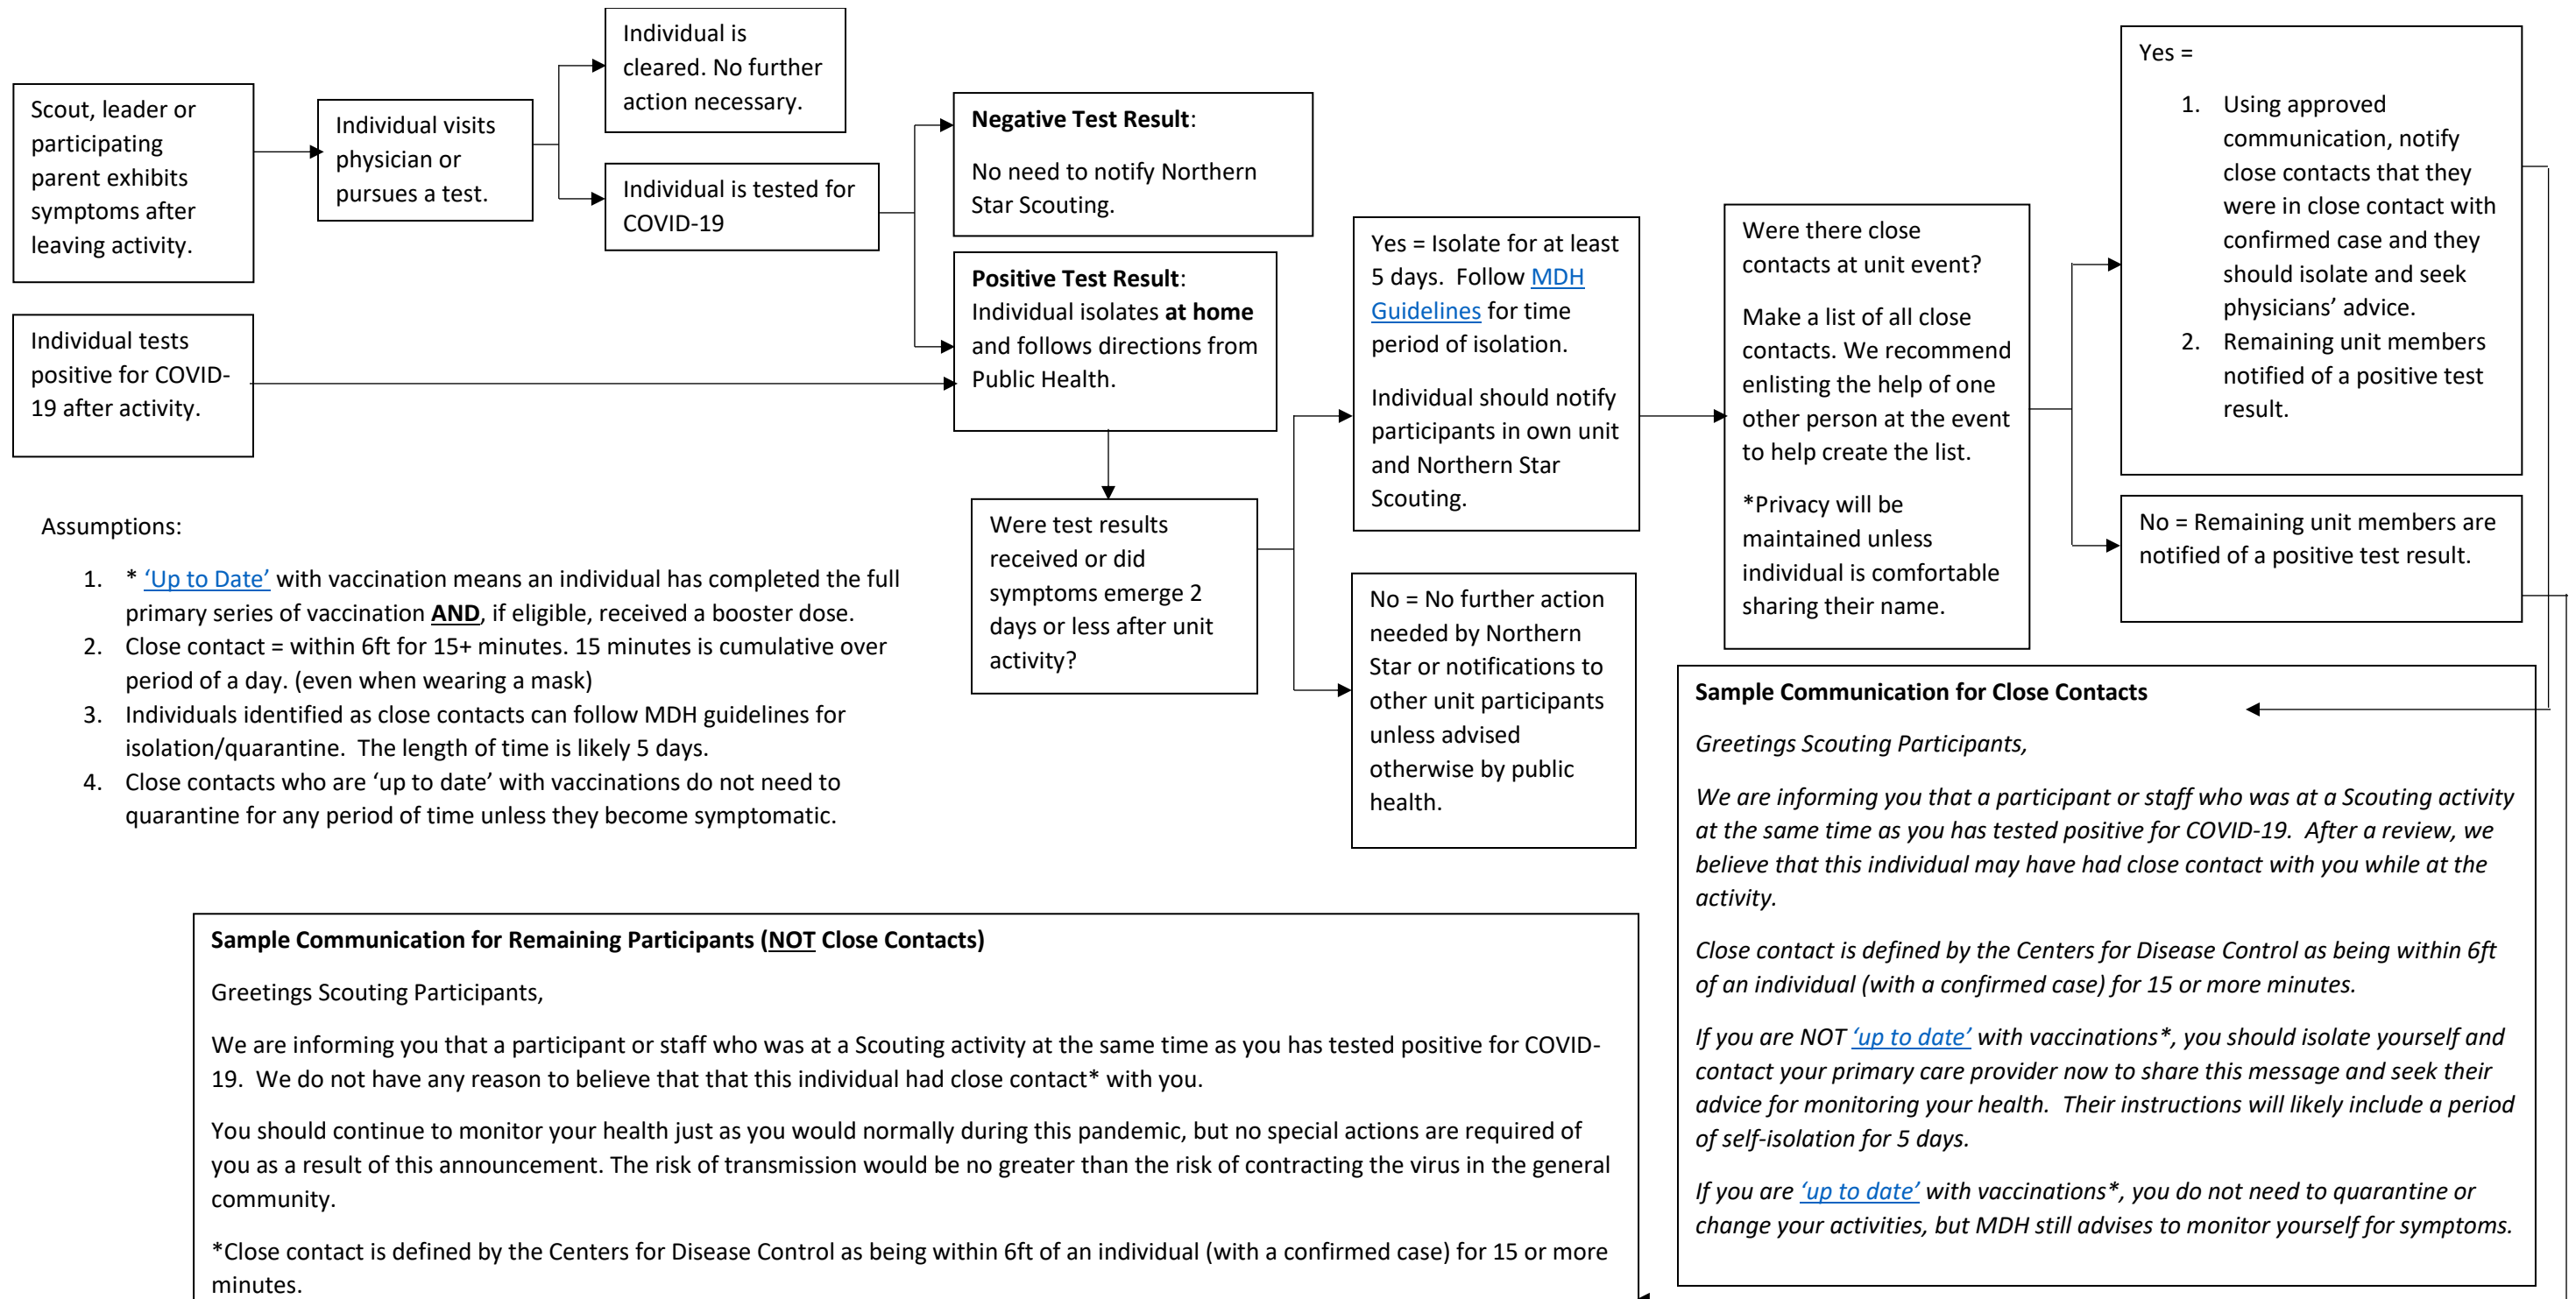 Scout, leader or
participating
parent exhibits
symptoms after
leaving activity.
Individual visits
physician or
pursues a test.
Individual is
cleared. No further
action necessary.
Individual is tested for
COVID-19
Individual tests
positive for COVID-
19 after activity.
Negative Test Result:
No need to notify Northern
Star Scouting.
Positive Test Result:
Individual isolates at home
and follows directions from
Public Health.
Were test results
received or did
symptoms emerge 2
days or less after unit
activity?
Yes = Isolate for at least
5 days.  Follow MDH
Guidelines for time
period of isolation.
Individual should notify
participants in own unit
and Northern Star
Scouting.
No = No further action
needed by Northern
Star or notifications to
other unit participants
unless advised
otherwise by public
health.
Were there close
contacts at unit event?
Make a list of all close
contacts. We recommend
enlisting the help of one
other person at the event
to help create the list.
*Privacy will be
maintained unless
individual is comfortable
sharing their name.
Yes =
1. Using approved
communication, notify
close contacts that they
were in close contact with
confirmed case and they
should isolate and seek
physicians’ advice.
2. Remaining unit members
notified of a positive test
result.
No = Remaining unit members are
notified of a positive test result.
Assumptions:
1. * ‘Up to Date’ with vaccination means an individual has completed the full
primary series of vaccination AND, if eligible, received a booster dose.
2. Close contact = within 6ft for 15+ minutes. 15 minutes is cumulative over
period of a day. (even when wearing a mask)
3. Individuals identified as close contacts can follow MDH guidelines for
isolation/quarantine.  The length of time is likely 5 days.
4. Close contacts who are ‘up to date’ with vaccinations do not need to
quarantine for any period of time unless they become symptomatic.
Sample Communication for Close Contacts
Greetings Scouting Participants,
We are informing you that a participant or staff who was at a Scouting activity
at the same time as you has tested positive for COVID-19.  After a review, we
believe that this individual may have had close contact with you while at the
activity.
Close contact is defined by the Centers for Disease Control as being within 6ft
of an individual (with a confirmed case) for 15 or more minutes.
If you are NOT ‘up to date’ with vaccinations*, you should isolate yourself and
contact your primary care provider now to share this message and seek their
advice for monitoring your health.  Their instructions will likely include a period
of self-isolation for 5 days.
If you are ‘up to date’ with vaccinations*, you do not need to quarantine or
change your activities, but MDH still advises to monitor yourself for symptoms.
Sample Communication for Remaining Participants (NOT Close Contacts)
Greetings Scouting Participants,
We are informing you that a participant or staff who was at a Scouting activity at the same time as you has tested positive for COVID-
19.  We do not have any reason to believe that that this individual had close contact* with you.
You should continue to monitor your health just as you would normally during this pandemic, but no special actions are required of
you as a result of this announcement. The risk of transmission would be no greater than the risk of contracting the virus in the general
community.
*Close contact is defined by the Centers for Disease Control as being within 6ft of an individual (with a confirmed case) for 15 or more
minutes.